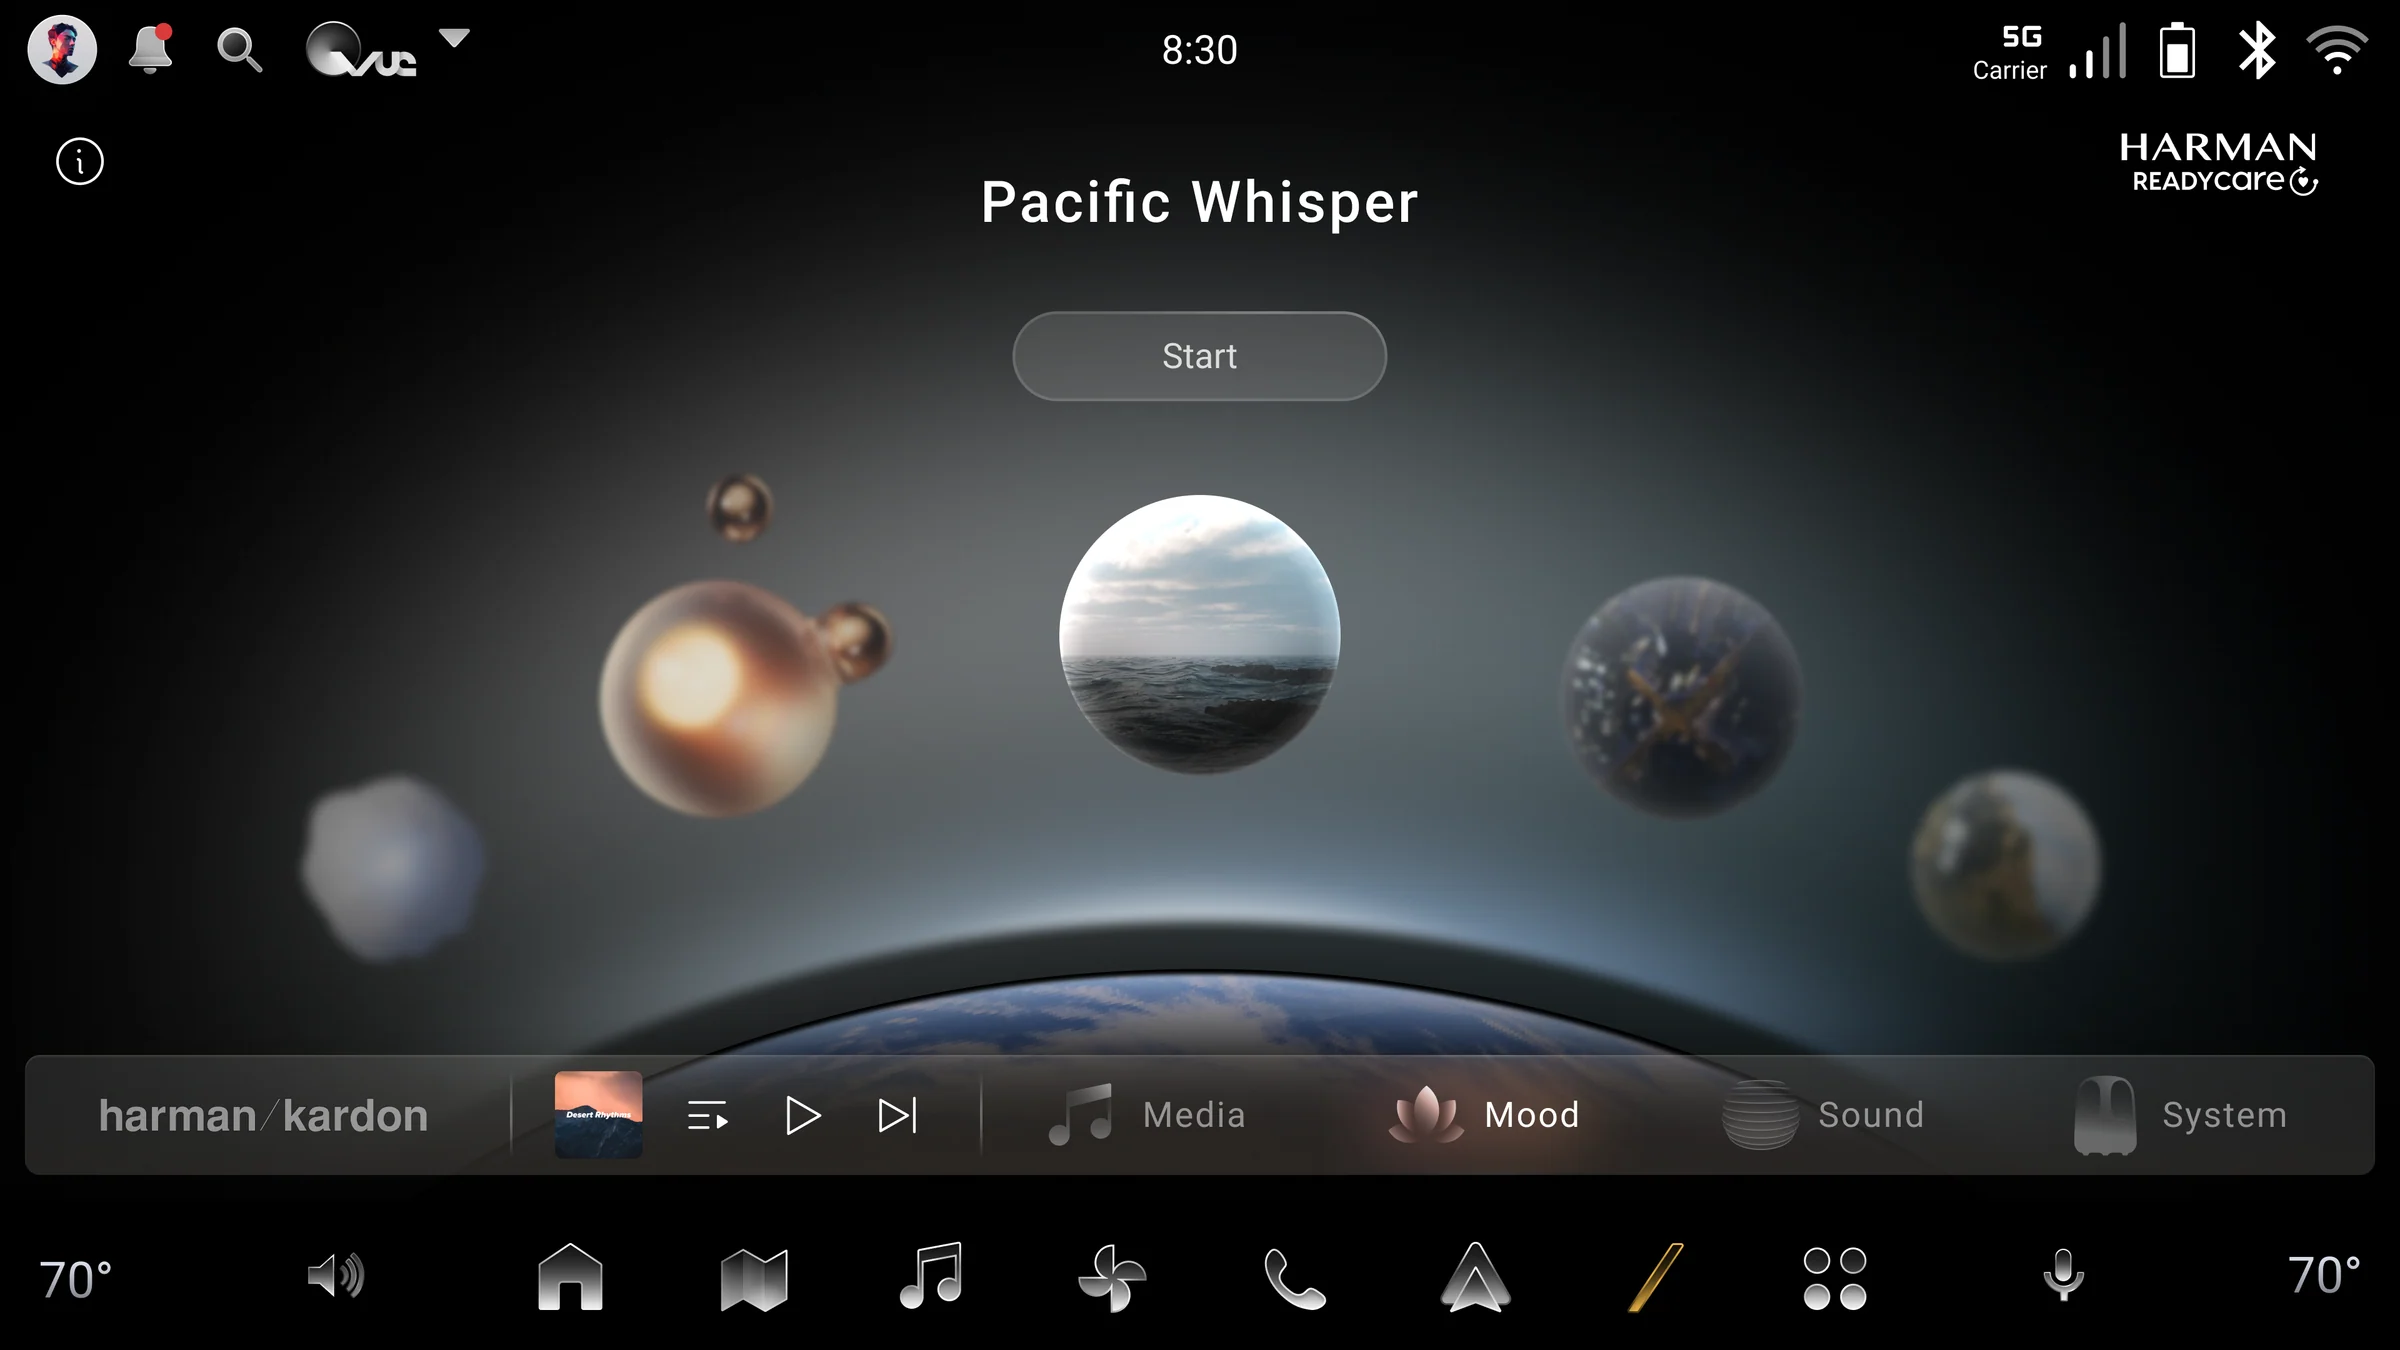 VUC
8:30
5G
Carrier
HARMAN
READYcare
Pacific Whisper
Start
harman/kardon
Desert Rhythms
Media
Mood
Sound
System
70°
70°